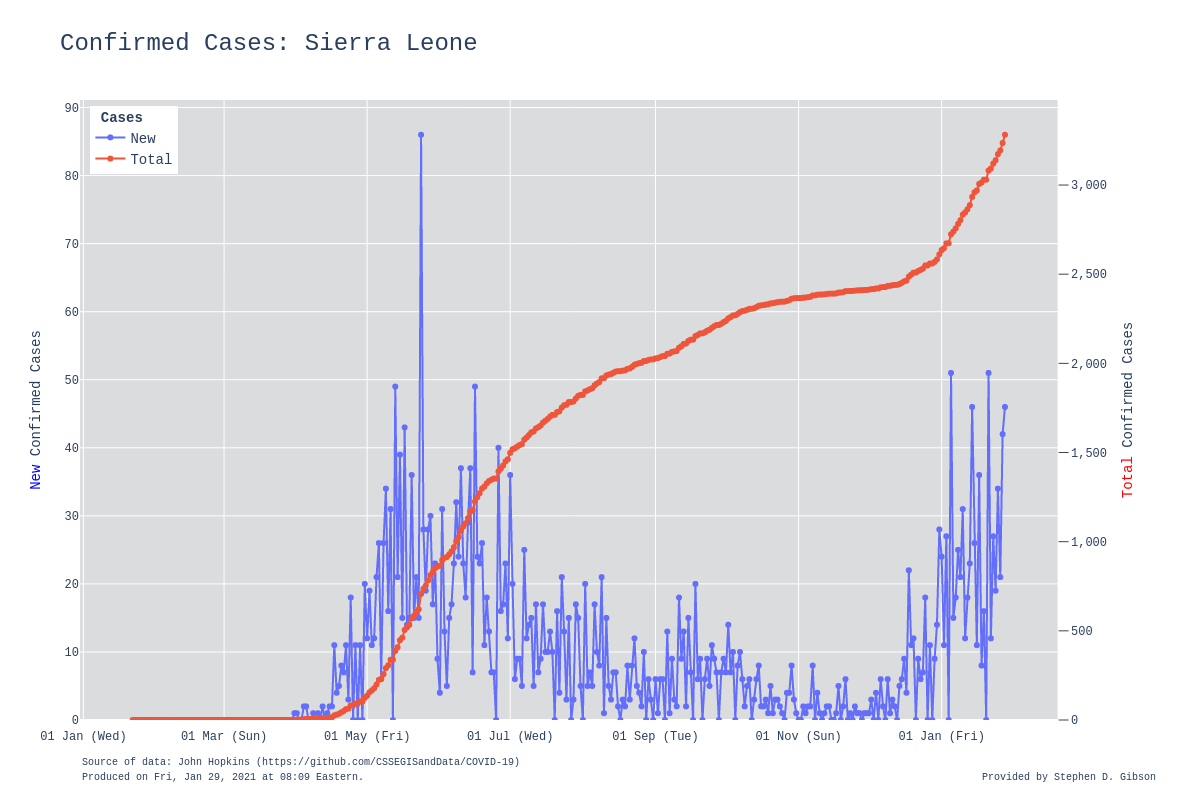 Confirmed Cases: Sierra Leone
Cases
New
Total
90
80
70
60
50
40
30
20
10
0
New Confirmed Cases
3,000
2,500
2,000
1,500
1,000
500
0
Total Confirmed Cases
01 Jan (Wed)
01 Mar (Sun)
01 May (Fri)
01 Jul (Wed)
01 Sep (Tue)
01 Nov (Sun)
01 Jan (Fri)
Source of data: John Hopkins (https://github.com/CSSEGISandData/COVID-19)
Produced on Fri, Jan 29, 2021 at 08:09 Eastern.
Provided by Stephen D. Gibson